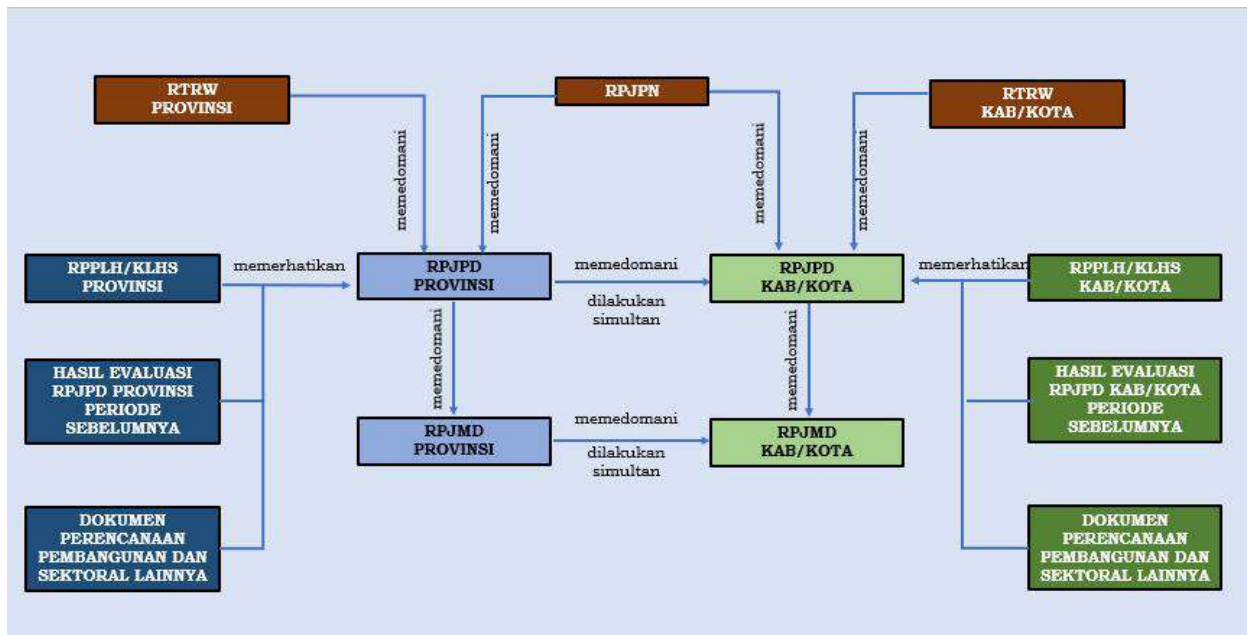 RTRW
PROVINSI
RPJPN
RTRW
KAB/KOTA
memedomani
memedomani
memedomani
memedomani
RPPLH/KLHS
PROVINSI
memerhatikan
RPJPD
PROVINSI
memedomani
dilakukan
simultan
RPJPD
KAB/KOTA
memerhatikan
RPPLH/KLHS
KAB/KOTA
memedomani
memedomani
HASIL EVALUASI
RPJPD PROVINSI
PERIODE
SEBELUMNYA
HASIL EVALUASI
RPJPD KAB/KOTA
PERIODE
SEBELUMNYA
RPJMD
PROVINSI
memedomani
dilakukan
simultan
RPJMD
KAB/KOTA
DOKUMEN
PERENCANAAN
PEMBANGUNAN DAN
SEKTORAL LAINNYA
DOKUMEN
PERENCANAAN
PEMBANGUNAN DAN
SEKTORAL LAINNYA